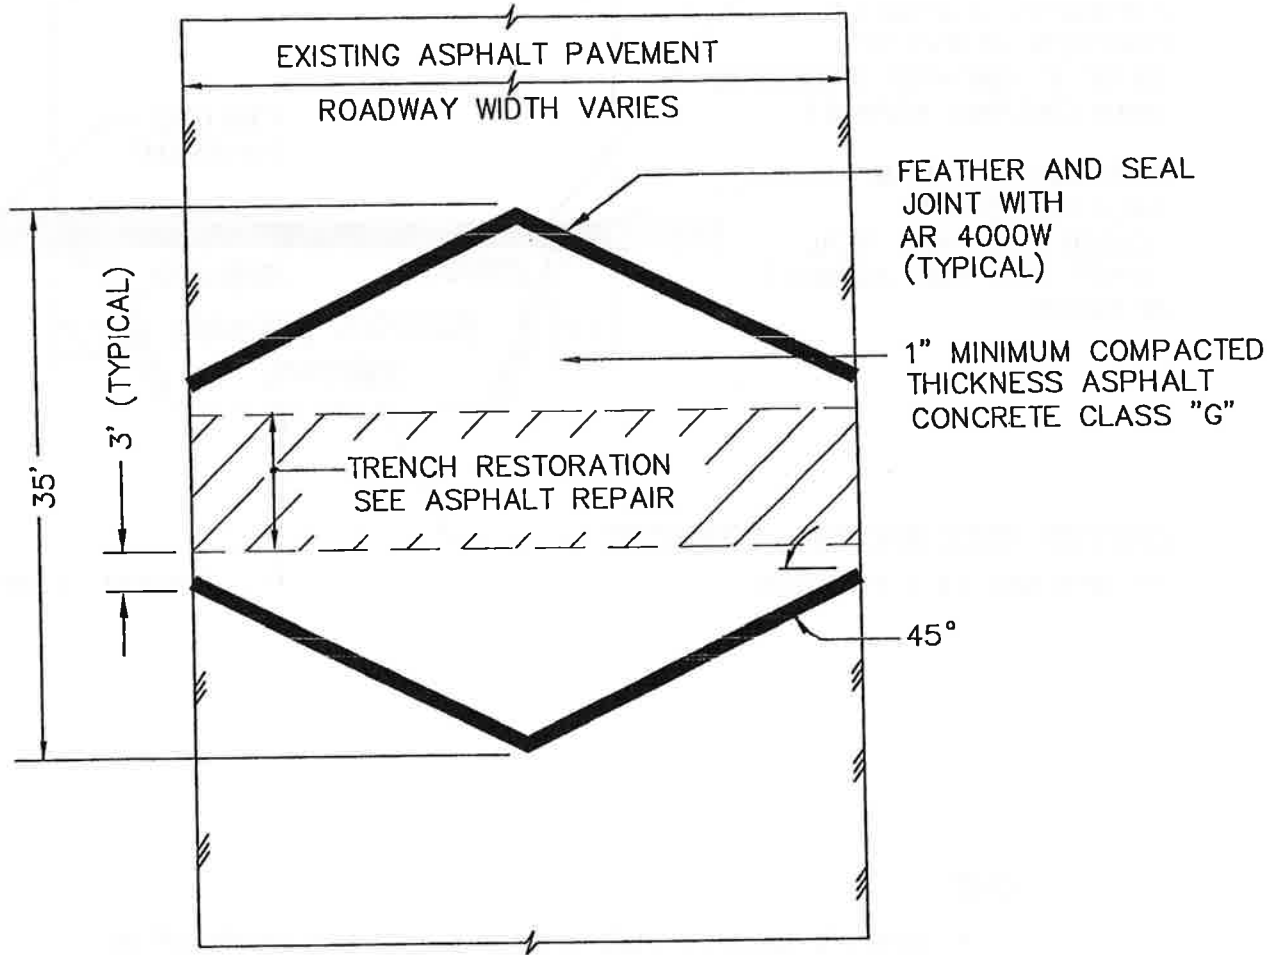 EXISTING ASPHALT PAVEMENT
ROADWAY WIDTH VARIES
FEATHER AND SEAL
JOINT WITH
AR 4000W
(TYPICAL)
3' (TYPICAL)
35'
1" MINIMUM COMPACTED
THICKNESS ASPHALT
CONCRETE CLASS "G"
TRENCH RESTORATION
SEE ASPHALT REPAIR
45°